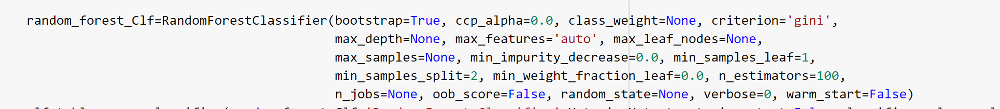 random_forest_Clf=RandomForestClassifier(bootstrap=True, ccp_alpha=0.0, class_weight=None, criterion='gini',
max_depth=None, max_features='auto', max_leaf_nodes=None,
max_samples=None, min_impurity_decrease=0.0, min_samples_leaf=1,
min_samples_split=2, min_weight_fraction_leaf=0.0, n_estimators=100,
n_jobs=None, oob_score=False, random_state=None, verbose=0, warm_start=False)